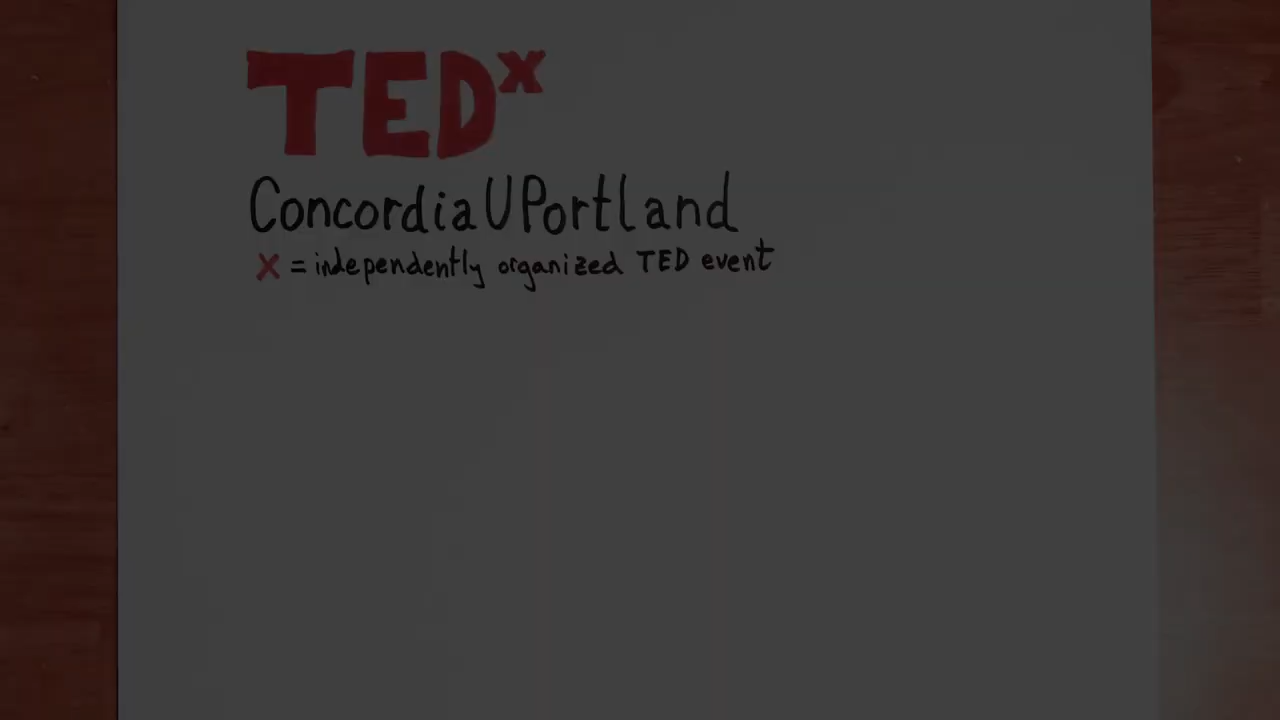 TEDx
ConcordiaUPortland
x = independently organized TED event